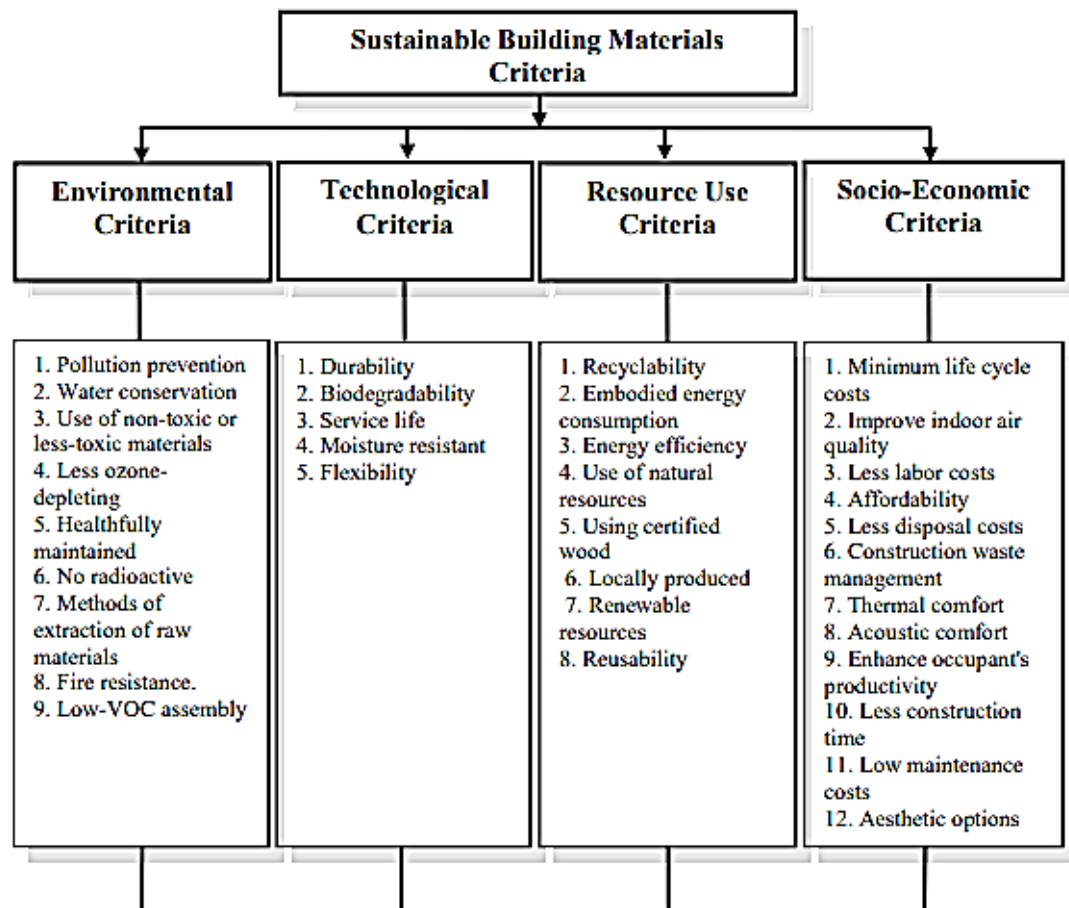 Sustainable Building Materials
Criteria
Environmental
Criteria
Technological
Criteria
Resource Use
Criteria
Socio-Economic
Criteria
1. Pollution prevention
2. Water conservation
3. Use of non-toxic or
less-toxic materials
4. Less ozone-
depleting
5. Healthfully
maintained
6. No radioactive
7. Methods of
extraction of raw
materials
8. Fire resistance.
9. Low-VOC assembly
1. Durability
2. Biodegradability
3. Service life
4. Moisture resistant
5. Flexibility
1. Recyclability
2. Embodied energy
consumption
3. Energy efficiency
4. Use of natural
resources
5. Using certified
wood
6. Locally produced
7. Renewable
resources
8. Reusability
1. Minimum life cycle
costs
2. Improve indoor air
quality
3. Less labor costs
4. Affordability
5. Less disposal costs
6. Construction waste
management
7. Thermal comfort
8. Acoustic comfort
9. Enhance occupant's
productivity
10. Less construction
time
11. Low maintenance
costs
12. Aesthetic options